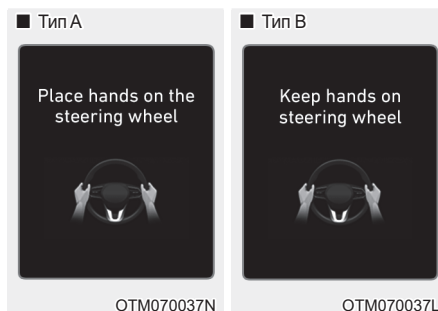 ■ Тип A
Place hands on the
steering wheel
OTM070037N
■ Тип B
Keep hands on
steering wheel
OTM070037L